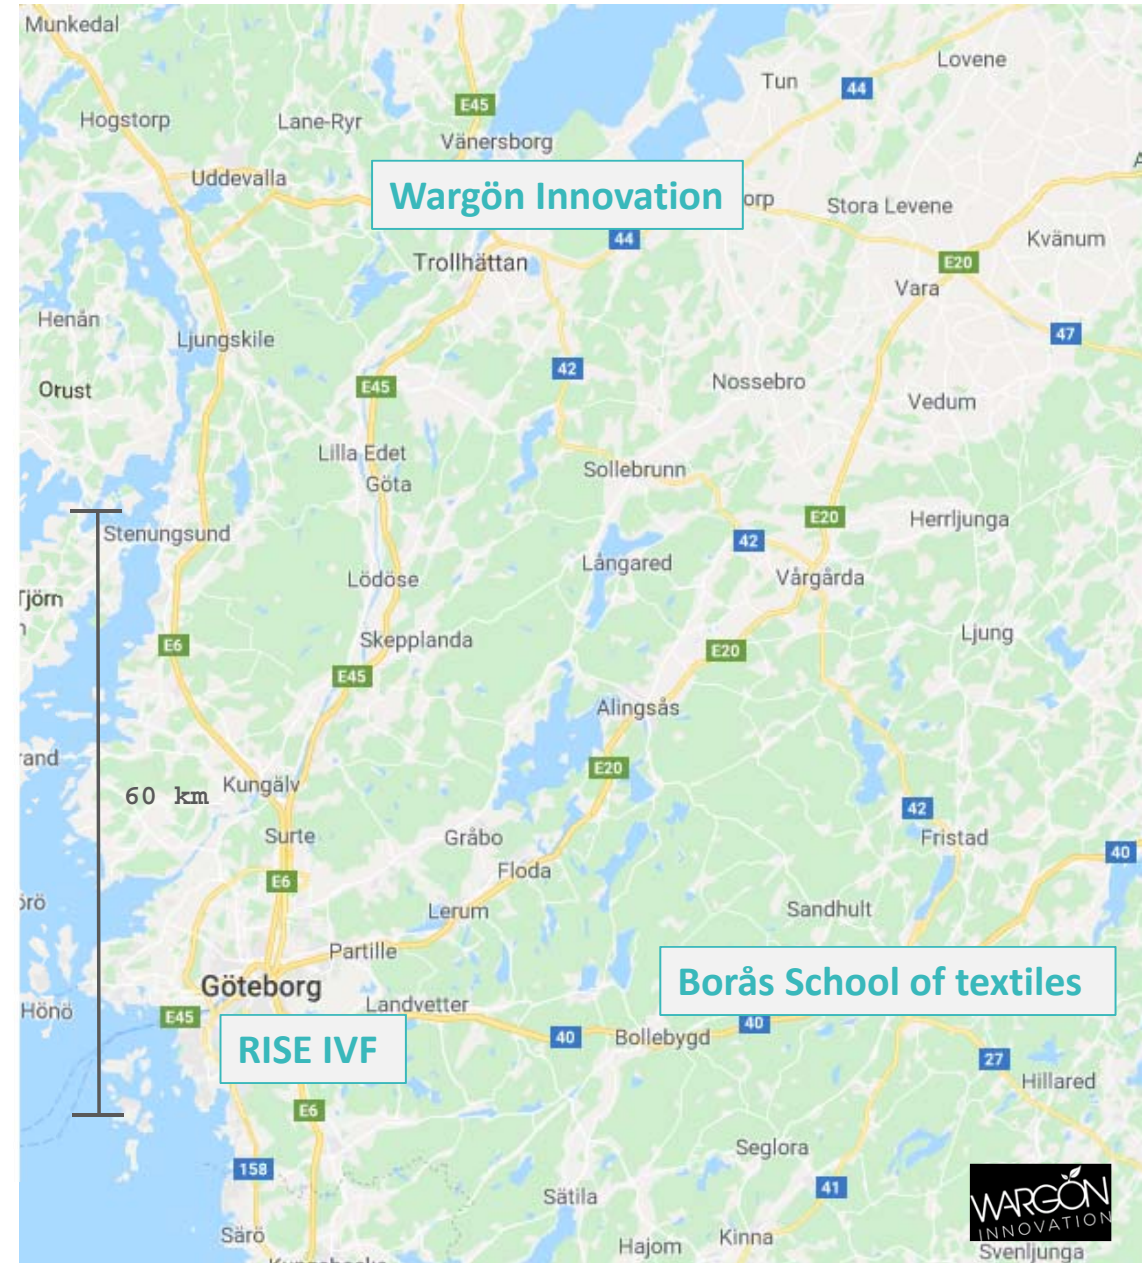 Munkedal
Lovene
Tun
44
E45
Hogstorp
Lane-Ryr
Vänersborg
Uddevalla
Wargön Innovation
orp
Stora Levene
44
Kvänum
Trollhättan
E20
Vara
Henån
Ljungskile
47
42
Orust
E45
Nossebro
Vedum
Lilla Edet
Göta
Sollebrunn
Stenungsund
E20
Herrljunga
42
Långared
Lödöse
Vårgårda
Tjörn
E6
Skepplanda
Ljung
E20
E45
Alingsås
rand
E20
60 km
Kungälv
42
Surte
Gråbo
Fristad
40
Floda
E6
örö
Lerum
Sandhult
Partille
Göteborg
Borås School of textiles
Hönö
E45
Landvetter
40
Bollebygd
40
RISE IVF
27
Hillared
E6
158
Seglora
41
Sätila
WARGÖN
INNOVATION
Särö
Hajom
Kinna
Svenljunga